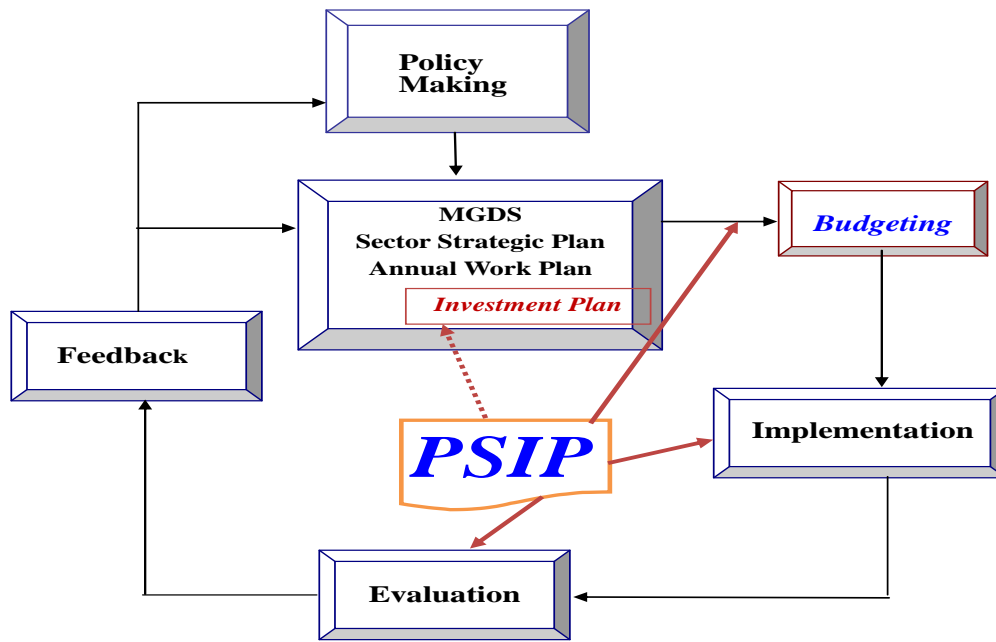 Policy
Making
MGDS
Sector Strategic Plan
Annual Work Plan
Investment Plan
Budgeting
Feedback
PSIP
Implementation
Evaluation